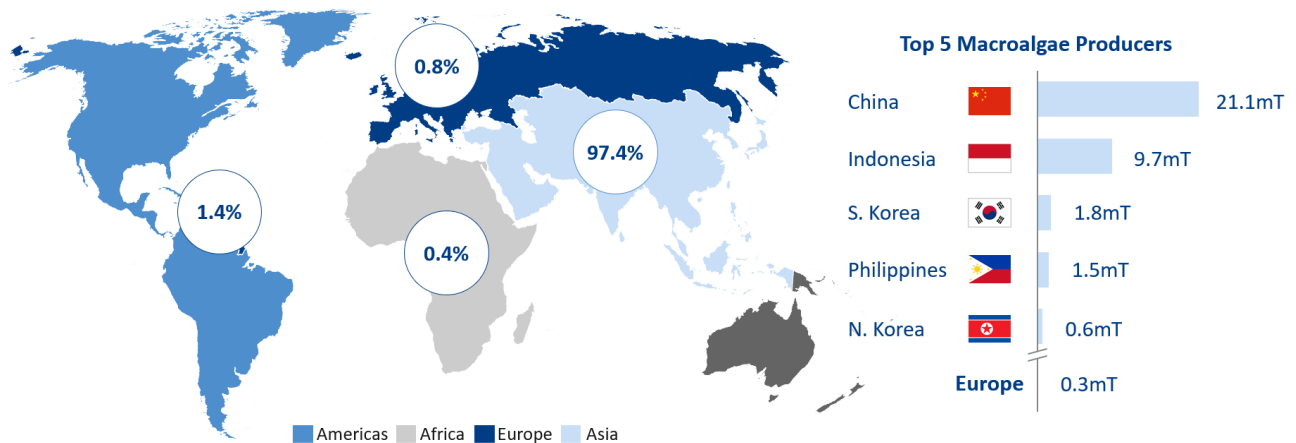 0.8%
97.4%
1.4%
0.4%
Americas Africa Europe Asia
Top 5 Macroalgae Producers
China 21.1mT
Indonesia 9.7mT
S. Korea 1.8mT
Philippines 1.5mT
N. Korea 0.6mT
Europe 0.3mT